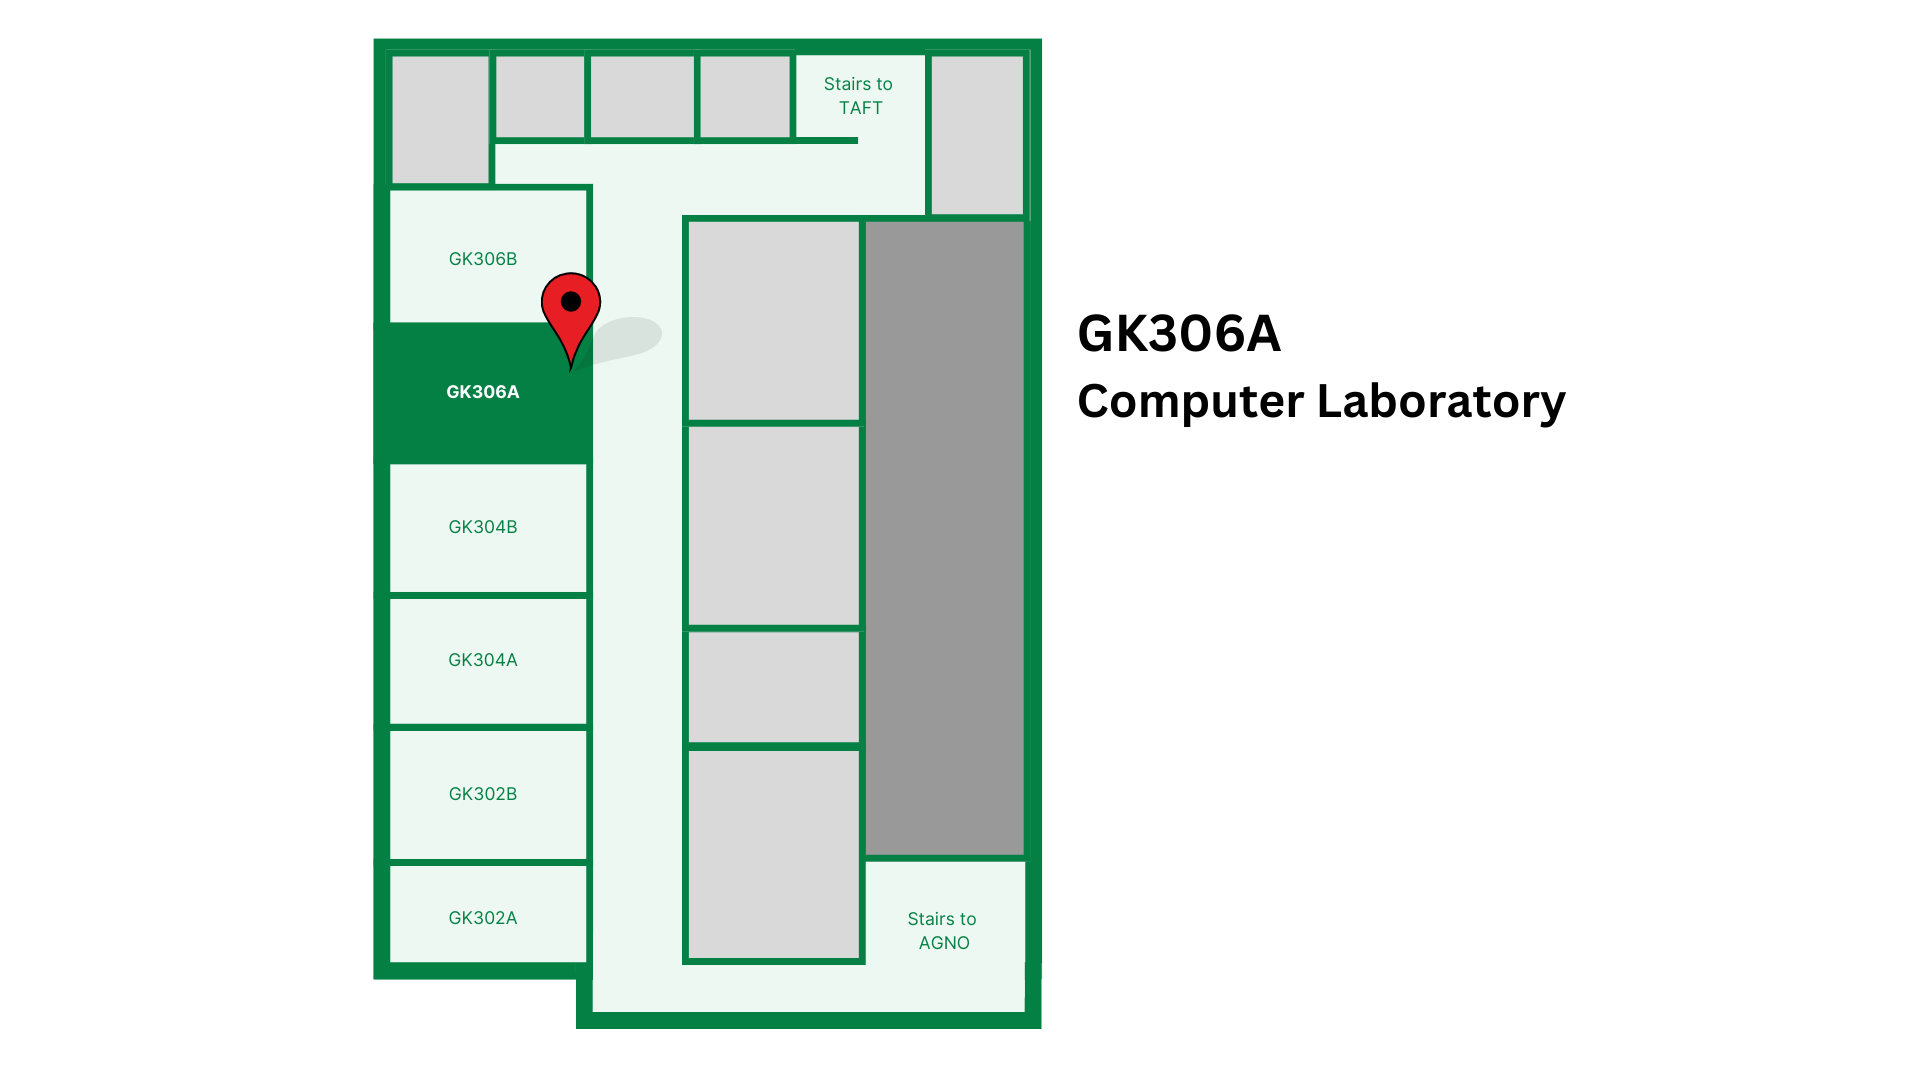 Stairs to
TAFT
GK306B
GK306A
GK304B
GK304A
GK302B
GK302A
Stairs to
AGNO
GK306A
Computer Laboratory